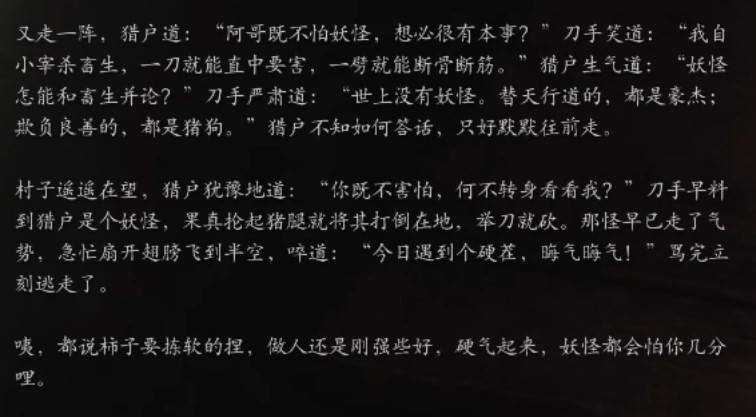 又走一阵，猎户道：“阿哥既不怕妖怪，想必很有本事？”刀手笑道：“我自
小宰杀畜生，一刀就能直中要害，一劈就能断骨断筋。”猎户生气道：“妖怪
怎能和畜生并论？”刀手严肃道：“世上没有妖怪。替天行道的，都是豪杰；
欺负良善的，都是猪狗。”猎户不知如何答话，只好默默往前走。
村子遥遥在望，猎户犹豫地道：“你既不害怕，何不转身看看我？”刀手早料
到猎户是个妖怪，果真抡起猪腿就将其打倒在地，举刀就砍。那怪早已走了气
势，急忙扇开翅膀飞到半空，啐道：“今日遇到个硬茬，晦气晦气！”骂完立
刻逃走了。
咦，都说柿子要拣软的捏，做人还是刚强些好，硬气起来，妖怪都会怕你几分
哩。